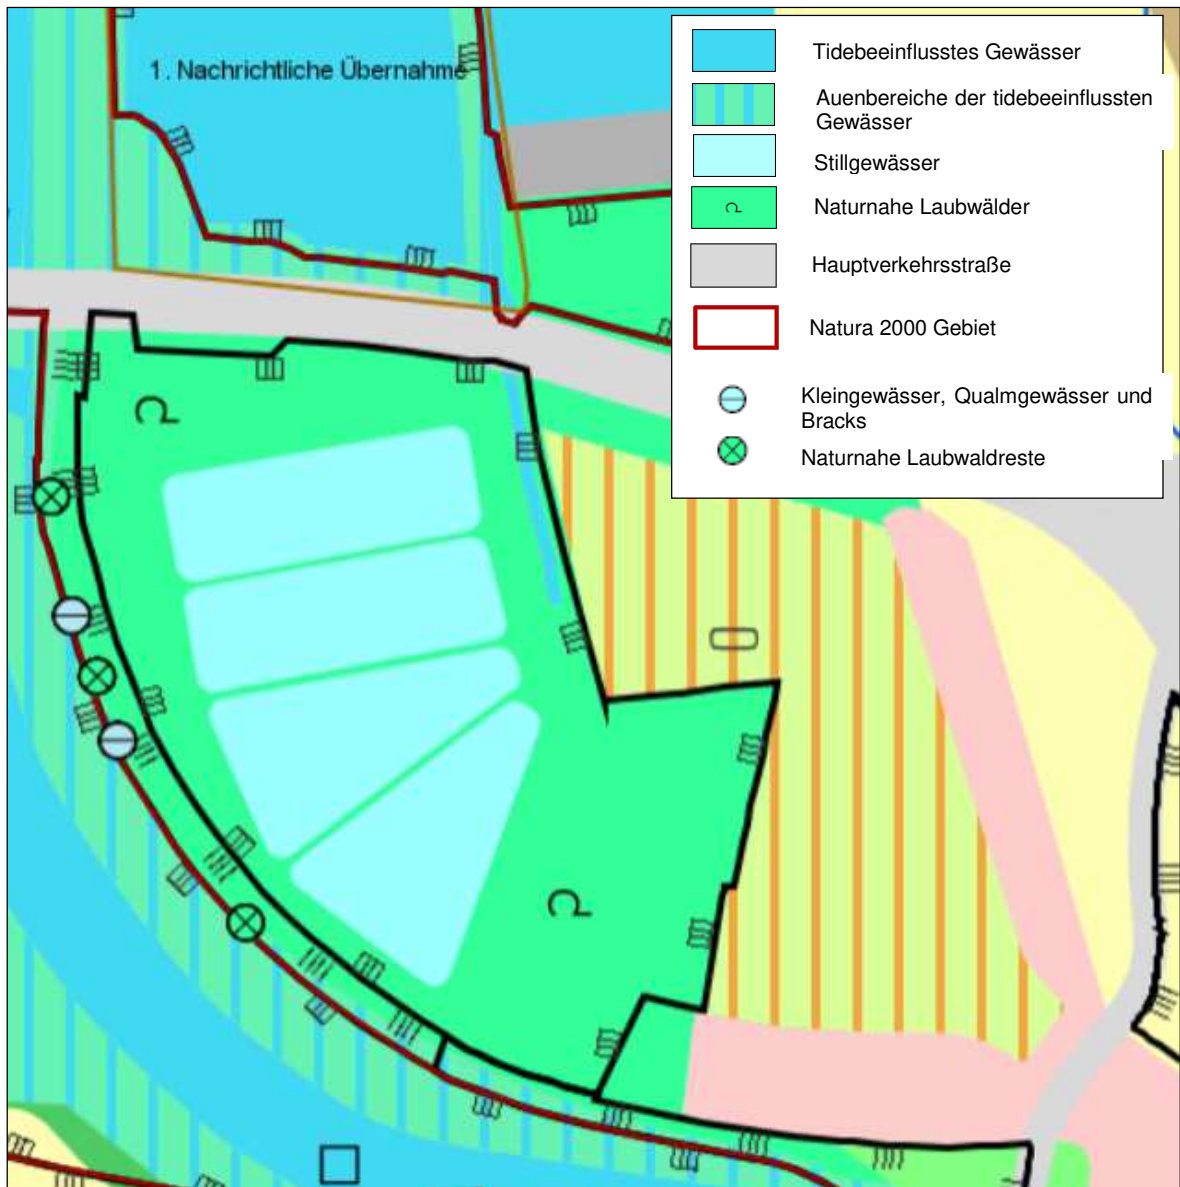 1. Nachrichtliche Übernahme
Tidebeeinflusstes Gewässer
Auenbereiche der tidebeeinflussten
Gewässer
Stillgewässer
Naturnahe Laubwälder
Hauptverkehrsstraße
Natura 2000 Gebiet
Kleingewässer, Qualmgewässer und
Bracks
Naturnahe Laubwaldreste